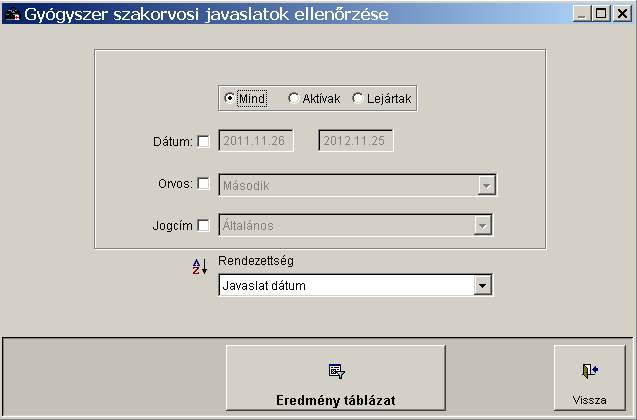 Gyógyszer szakorvosi javaslatok ellenőrzése
Mind Aktívak Lejártak
Dátum: 2011.11.26 2012.11.25
Orvos: Második
Jogcím Általános
Rendezettség
Javaslat dátum
Eredmény táblázat
Vissza